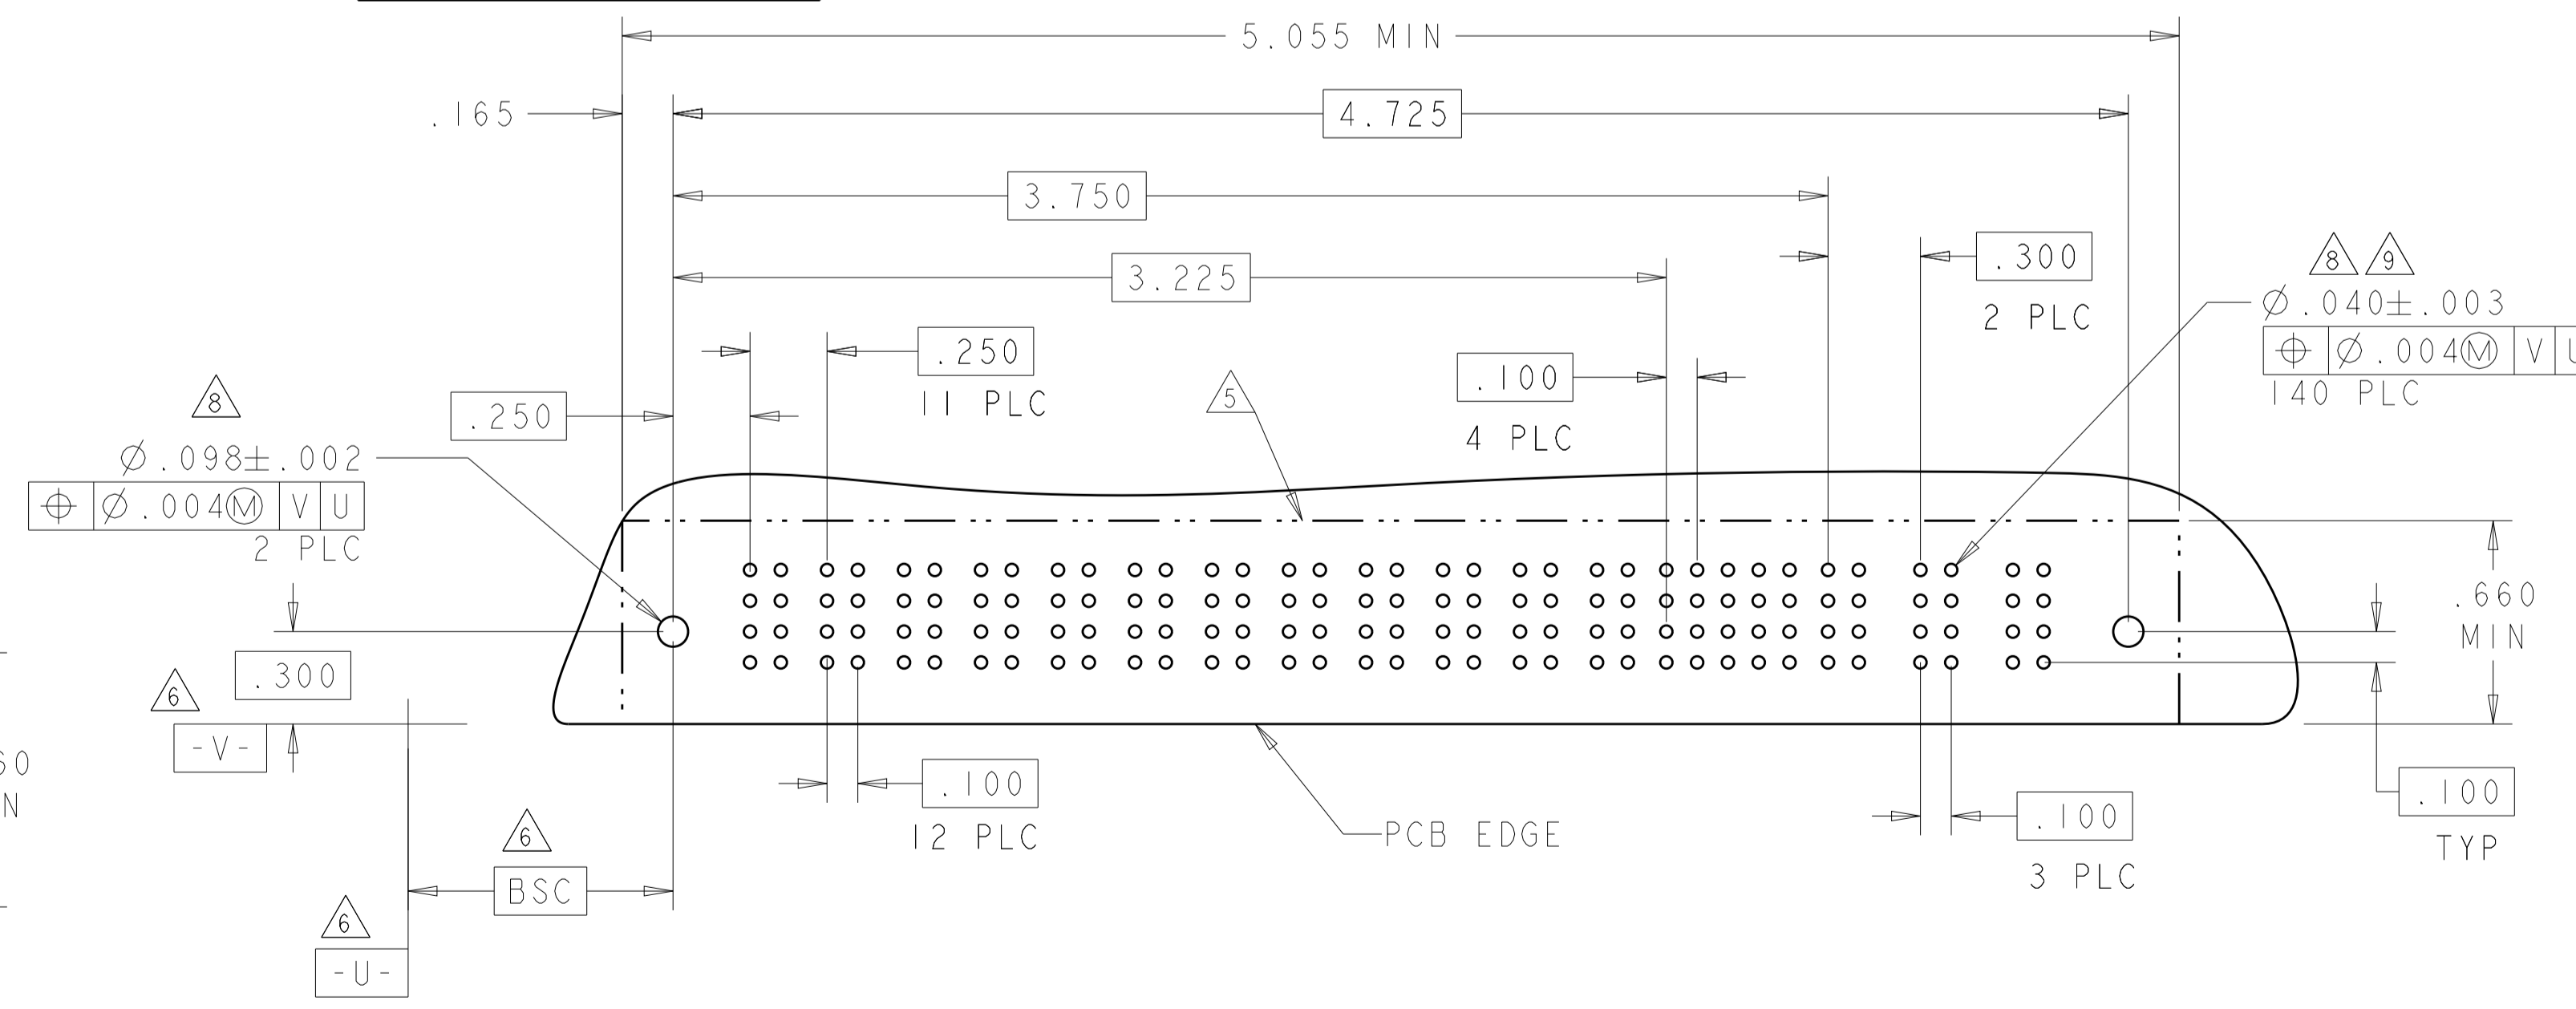 5.055 MIN
.165
4.725
3.750
3.225
.300
2 PLC
8 9
Ø.040±.003
⌖ Ø.004Ⓜ V U
140 PLC
.250
11 PLC
.100
4 PLC
5
8
.250
Ø.098±.002
⌖ Ø.004Ⓜ V U
2 PLC
.660
MIN
.300
6
-V-
60
N
.100
12 PLC
PCB EDGE
.100
3 PLC
.100
TYP
6
BSC
6
-U-